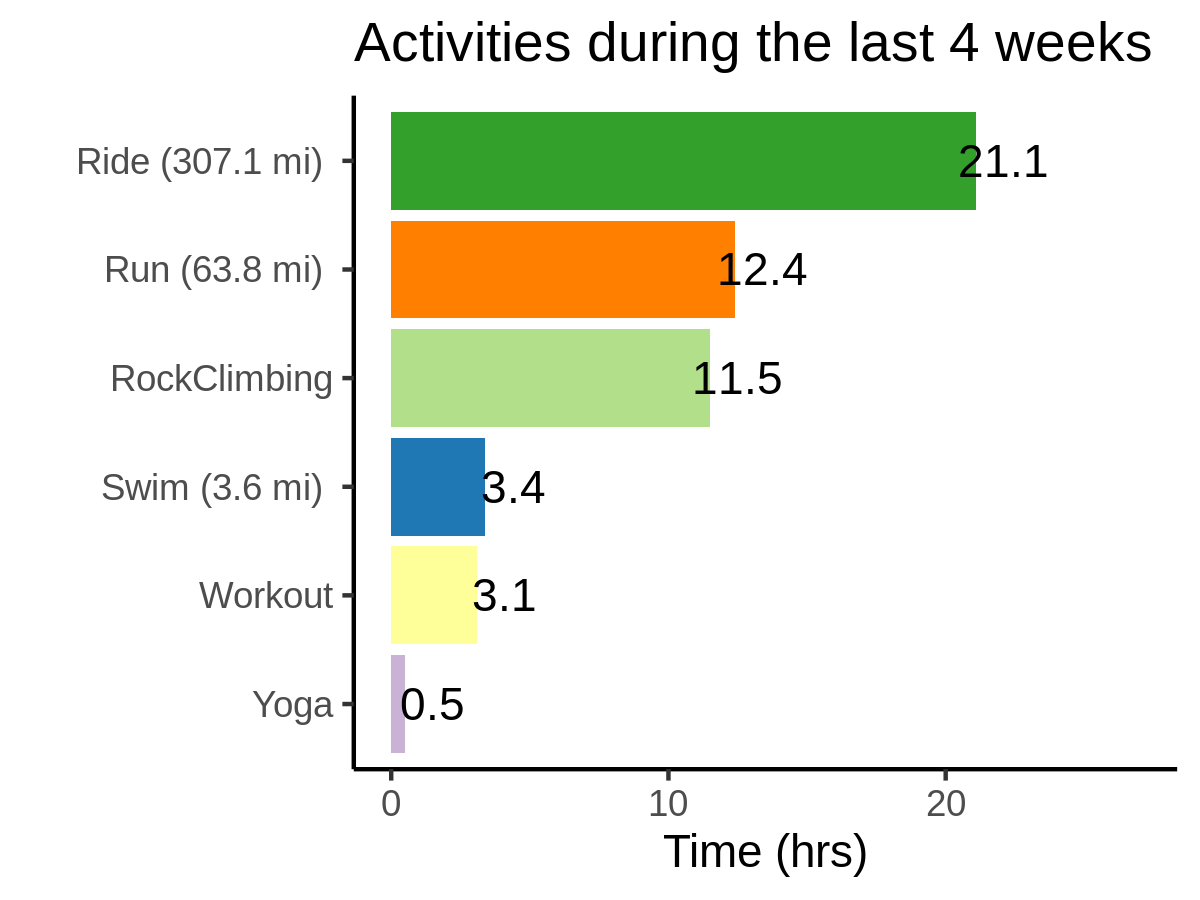 Activities during the last 4 weeks
Ride (307.1 mi)
21.1
Run (63.8 mi)
12.4
RockClimbing
11.5
Swim (3.6 mi)
3.4
Workout
3.1
Yoga
0.5
0 10 20
Time (hrs)